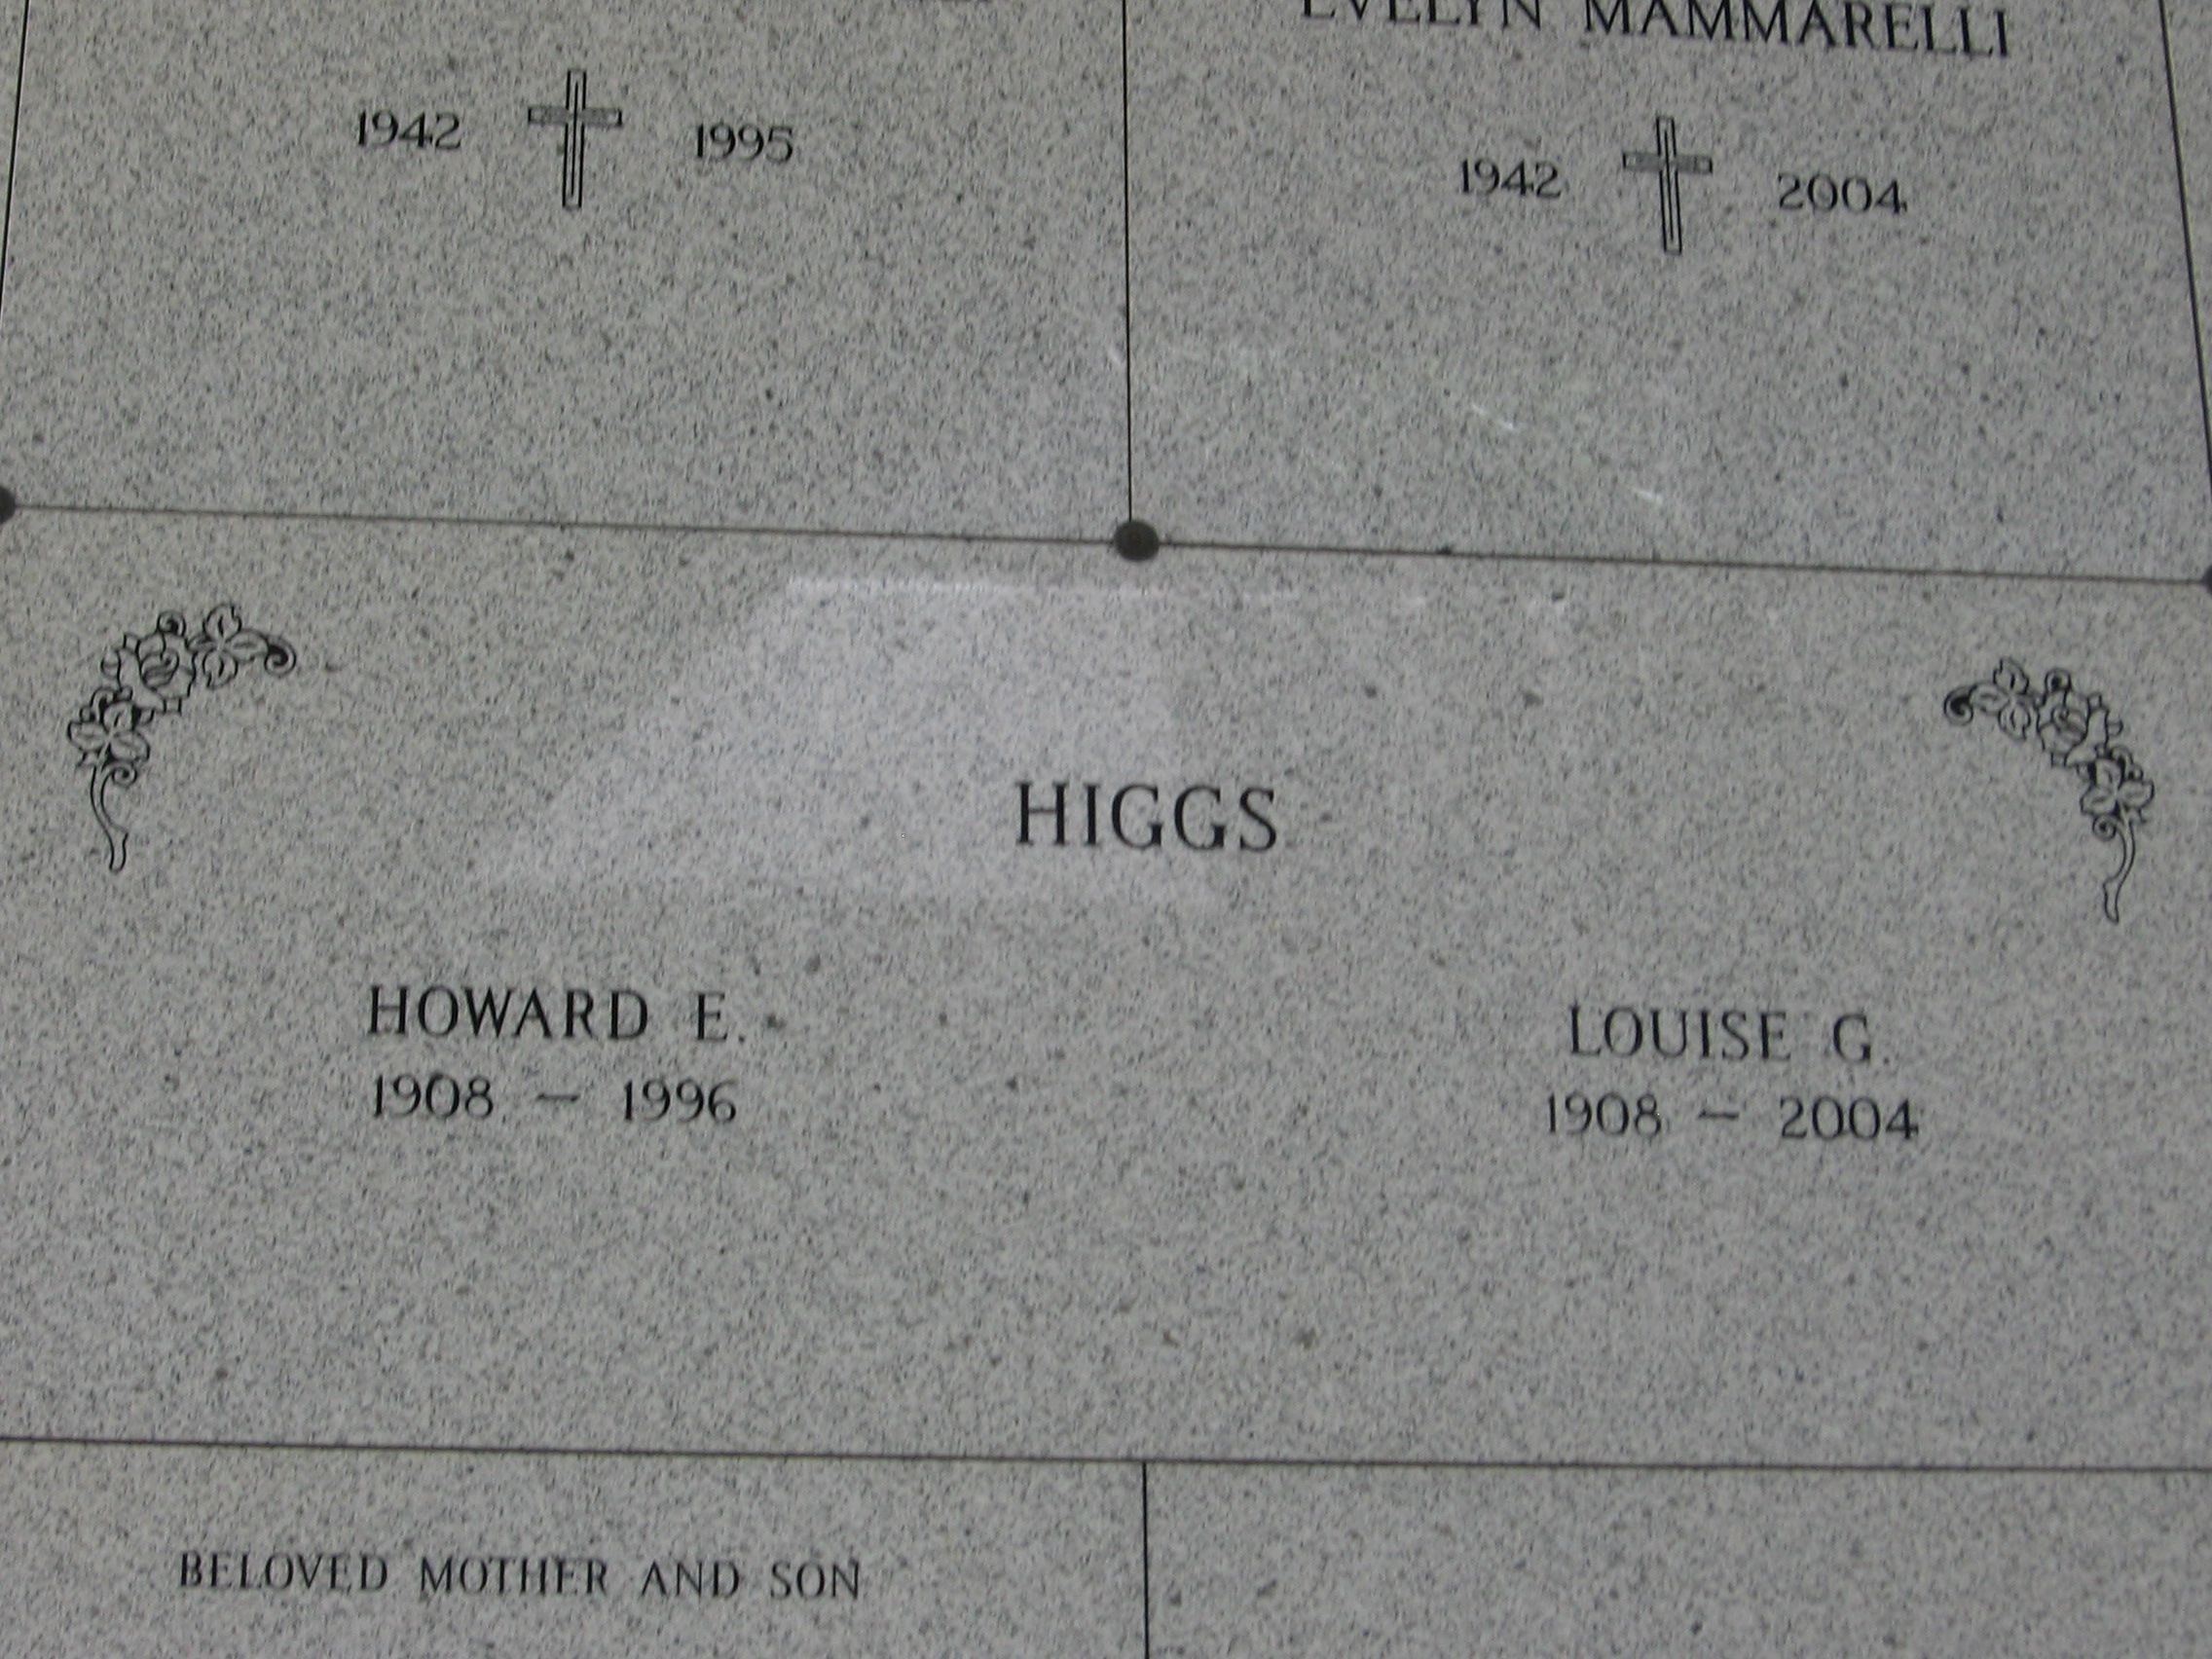 1942 1995
EVELYN MAMMARELLI
1942 2004
HIGGS
HOWARD E.
1908 – 1996
LOUISE G.
1908 – 2004
BELOVED MOTHER AND SON